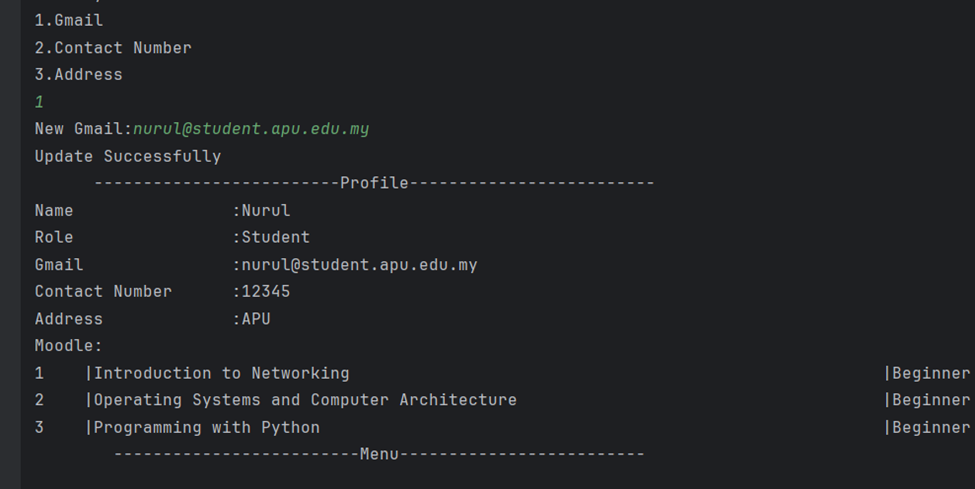 1.Gmail
2.Contact Number
3.Address
1
New Gmail:nurul@student.apu.edu.my
Update Successfully
-------------------------Profile-------------------------
Name :Nurul
Role :Student
Gmail :nurul@student.apu.edu.my
Contact Number :12345
Address :APU
Moodle:
1 |Introduction to Networking |Beginner
2 |Operating Systems and Computer Architecture |Beginner
3 |Programming with Python |Beginner
-------------------------Menu-------------------------